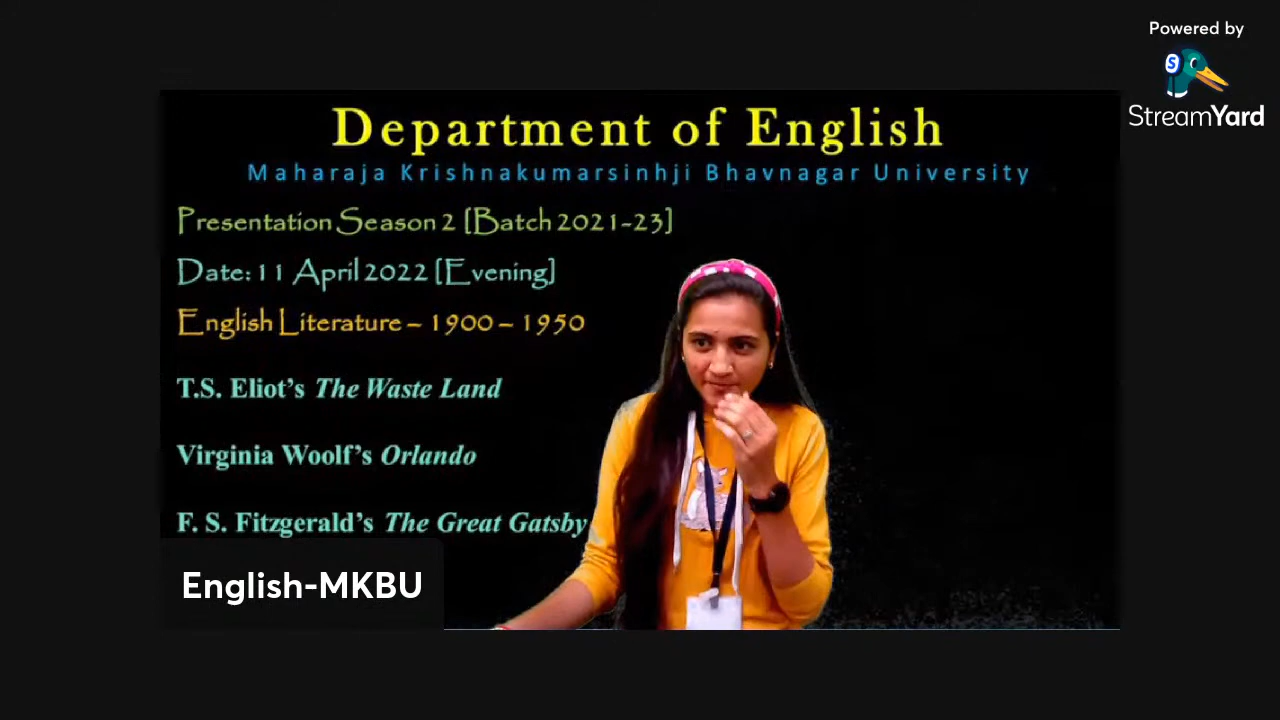 Powered by
StreamYard
Department of English
Maharaja Krishnakumarsinhji Bhavnagar University
Presentation Season 2 [Batch 2021-23]
Date: 11 April 2022 [Evening]
English Literature – 1900 – 1950
T.S. Eliot's The Waste Land
Virginia Woolf's Orlando
F. S. Fitzgerald's The Great Gatsby
English-MKBU